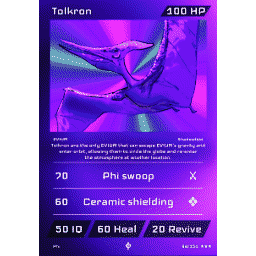 Tolkron
100 HP
Tolkron are the only EVIUM that can escape EVIUM's gravity and
enter orbit, allowing them to circle the globe and re-enter
the atmosphere at another location.
70 Phi swoop
60 Ceramic shielding
50 IQ
60 Heal
20 Revive